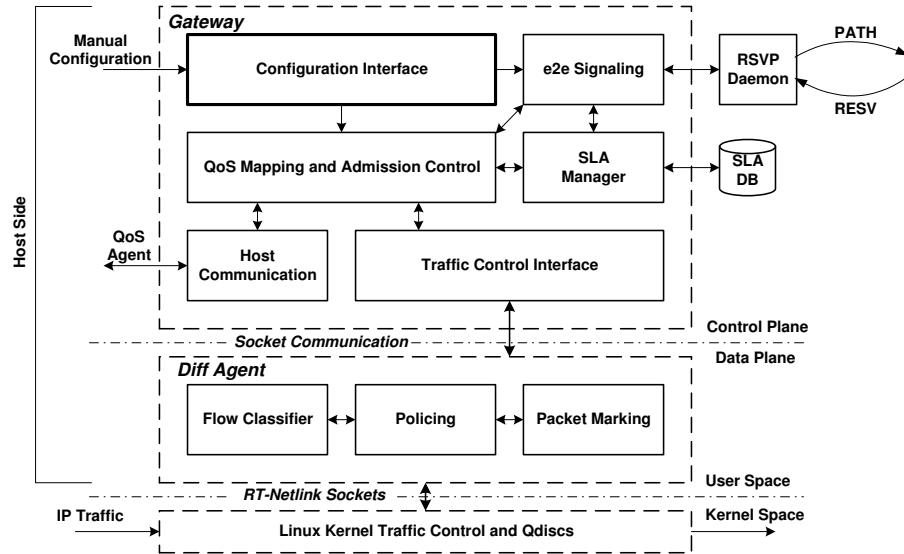 Gateway
Manual
Configuration
Configuration Interface
e2e Signaling
RSVP
Daemon
PATH
RESV
QoS Mapping and Admission Control
SLA
Manager
SLA
DB
Host Side
QoS
Agent
Host
Communication
Traffic Control Interface
Control Plane
Socket Communication
Data Plane
Diff Agent
Flow Classifier
Policing
Packet Marking
User Space
RT-Netlink Sockets
Kernel Space
IP Traffic
Linux Kernel Traffic Control and Qdiscs